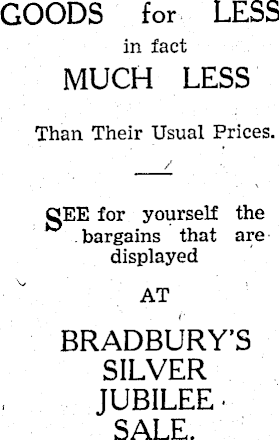 GOODS for LESS
in fact
MUCH LESS
Than Their Usual Prices.
SEE for yourself the
bargains that are
displayed
AT
BRADBURY'S
SILVER
JUBILEE
SALE.